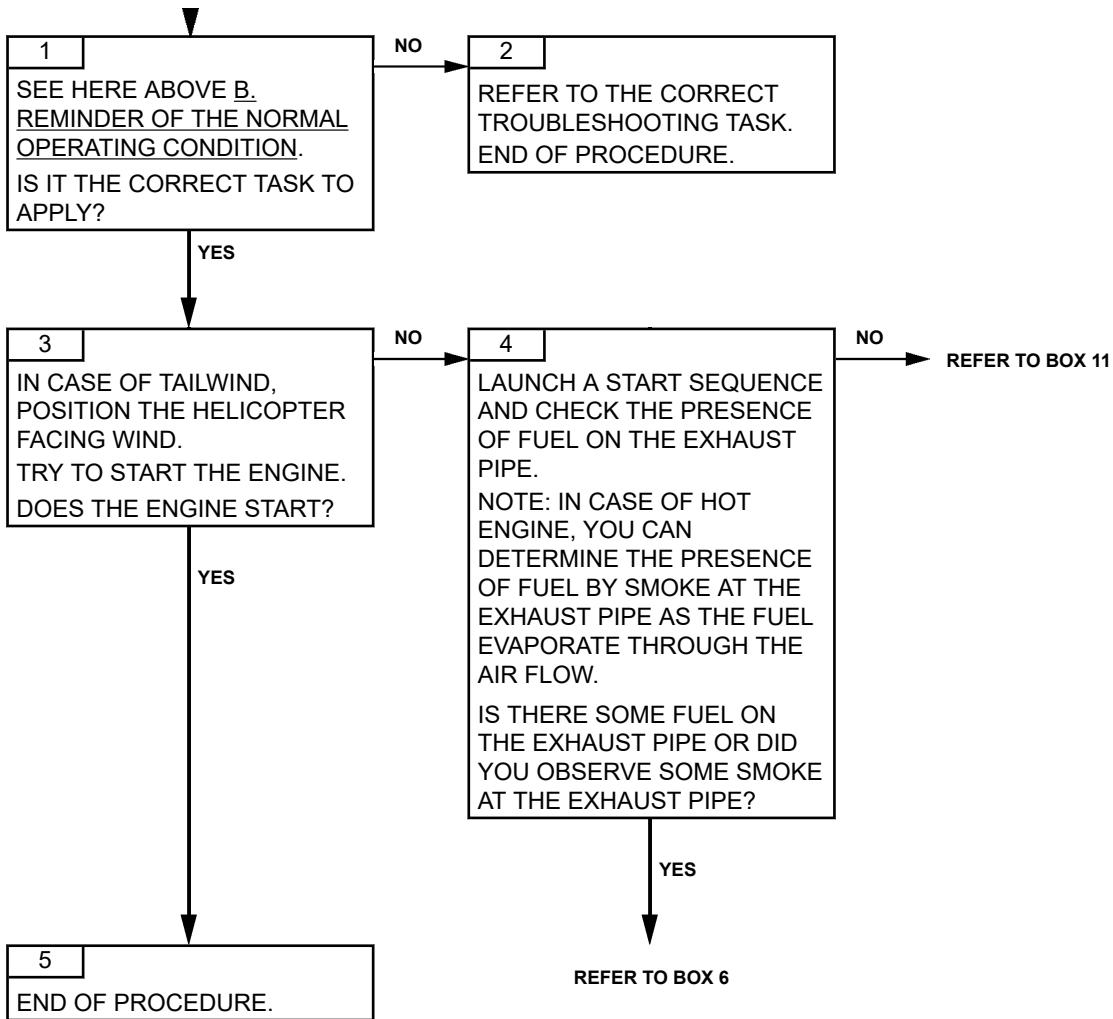 1
SEE HERE ABOVE B.
REMINDER OF THE NORMAL
OPERATING CONDITION.
IS IT THE CORRECT TASK TO
APPLY?
NO
2
REFER TO THE CORRECT
TROUBLESHOOTING TASK.
END OF PROCEDURE.
YES
3
IN CASE OF TAILWIND,
POSITION THE HELICOPTER
FACING WIND.
TRY TO START THE ENGINE.
DOES THE ENGINE START?
NO
4
LAUNCH A START SEQUENCE
AND CHECK THE PRESENCE
OF FUEL ON THE EXHAUST
PIPE.
NOTE: IN CASE OF HOT
ENGINE, YOU CAN
DETERMINE THE PRESENCE
OF FUEL BY SMOKE AT THE
EXHAUST PIPE AS THE FUEL
EVAPORATE THROUGH THE
AIR FLOW.
IS THERE SOME FUEL ON
THE EXHAUST PIPE OR DID
YOU OBSERVE SOME SMOKE
AT THE EXHAUST PIPE?
NO
REFER TO BOX 11
YES
YES
REFER TO BOX 6
5
END OF PROCEDURE.